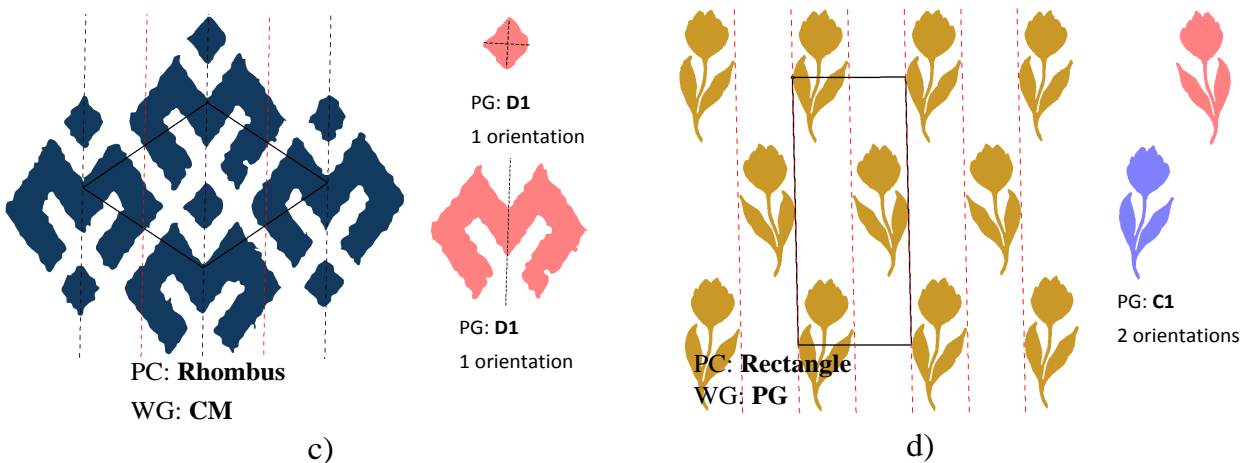 PG: D1
1 orientation
PG: D1
1 orientation
PC: Rhombus
WG: CM
c)
PG: C1
2 orientations
PC: Rectangle
WG: PG
d)